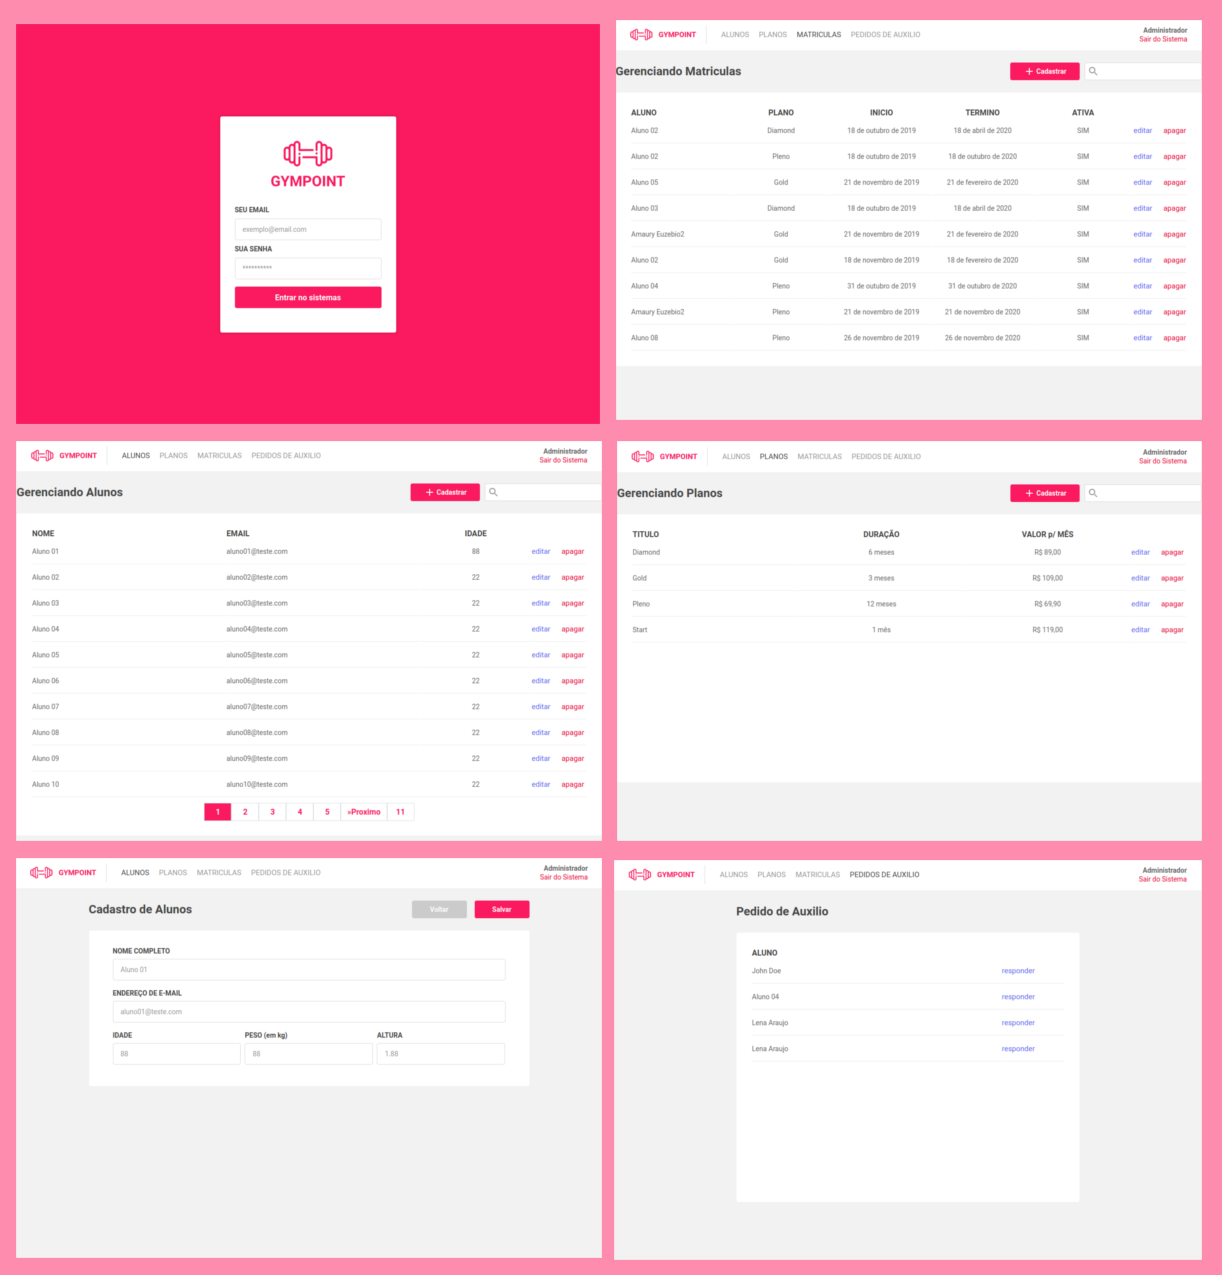 GYMPOINT
SEU EMAIL
exemplo@email.com
SUA SENHA
**********
Entrar no sistemas
GYMPOINT ALUNOS PLANOS MATRICULAS PEDIDOS DE AUXILIO Administrador
Sair do Sistema
Gerenciando Matriculas + Cadastrar
ALUNO PLANO INICIO TERMINO ATIVA
Aluno 02 Diamond 18 de outubro de 2019 18 de abril de 2020 SIM editar apagar
Aluno 02 Pleno 18 de outubro de 2019 18 de outubro de 2020 SIM editar apagar
Aluno 05 Gold 21 de novembro de 2019 21 de fevereiro de 2020 SIM editar apagar
Aluno 03 Diamond 18 de outubro de 2019 18 de abril de 2020 SIM editar apagar
Amaury Euzebio2 Gold 21 de novembro de 2019 21 de fevereiro de 2020 SIM editar apagar
Aluno 02 Gold 18 de novembro de 2019 18 de fevereiro de 2020 SIM editar apagar
Aluno 04 Pleno 31 de outubro de 2019 31 de outubro de 2020 SIM editar apagar
Amaury Euzebio2 Pleno 21 de novembro de 2019 21 de novembro de 2020 SIM editar apagar
Aluno 08 Pleno 26 de novembro de 2019 26 de novembro de 2020 SIM editar apagar
GYMPOINT ALUNOS PLANOS MATRICULAS PEDIDOS DE AUXILIO Administrador
Sair do Sistema
Gerenciando Alunos + Cadastrar
NOME EMAIL IDADE
Aluno 01 aluno01@teste.com 88 editar apagar
Aluno 02 aluno02@teste.com 22 editar apagar
Aluno 03 aluno03@teste.com 22 editar apagar
Aluno 04 aluno04@teste.com 22 editar apagar
Aluno 05 aluno05@teste.com 22 editar apagar
Aluno 06 aluno06@teste.com 22 editar apagar
Aluno 07 aluno07@teste.com 22 editar apagar
Aluno 08 aluno08@teste.com 22 editar apagar
Aluno 09 aluno09@teste.com 22 editar apagar
Aluno 10 aluno10@teste.com 22 editar apagar
1 2 3 4 5 »Proximo 11
GYMPOINT ALUNOS PLANOS MATRICULAS PEDIDOS DE AUXILIO Administrador
Sair do Sistema
Gerenciando Planos + Cadastrar
TITULO DURAÇÃO VALOR p/ MÊS
Diamond 6 meses R$ 89,00 editar apagar
Gold 3 meses R$ 109,00 editar apagar
Pleno 12 meses R$ 69,90 editar apagar
Start 1 mês R$ 119,00 editar apagar
GYMPOINT ALUNOS PLANOS MATRICULAS PEDIDOS DE AUXILIO Administrador
Sair do Sistema
Cadastro de Alunos Voltar Salvar
NOME COMPLETO
Aluno 01
ENDEREÇO DE E-MAIL
aluno01@teste.com
IDADE PESO (em kg) ALTURA
88 88 1.88
GYMPOINT ALUNOS PLANOS MATRICULAS PEDIDOS DE AUXILIO Administrador
Sair do Sistema
Pedido de Auxilio
ALUNO
John Doe responder
Aluno 04 responder
Lena Araujo responder
Lena Araujo responder